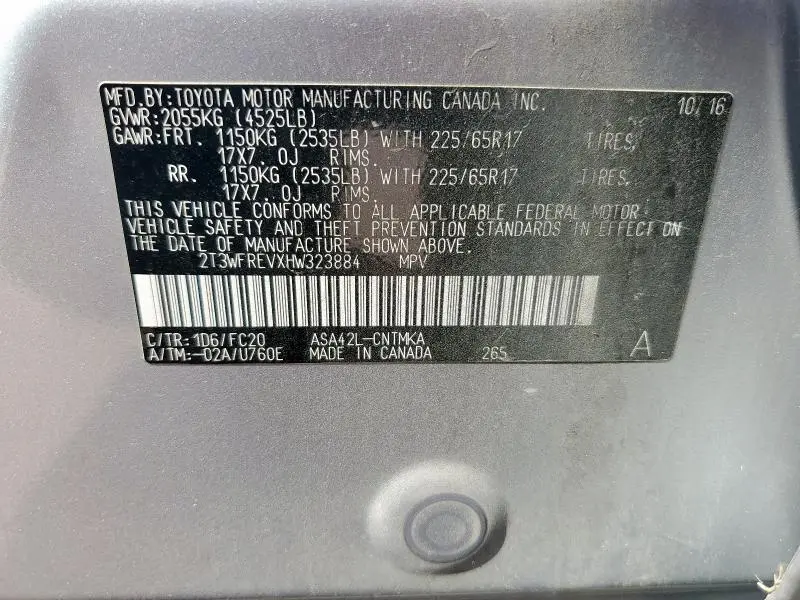 MFD.BY:TOYOTA MOTOR MANUFACTURING CANADA INC. 10/16
GVWR:2055KG (4525LB)
GAWR:FRT. 1150KG (2535LB) WITH 225/65R17 TIRES,
17X7.0J RIMS.
RR. 1150KG (2535LB) WITH 225/65R17 TIRES,
17X7.0J RIMS.
THIS VEHICLE CONFORMS TO ALL APPLICABLE FEDERAL MOTOR
VEHICLE SAFETY AND THEFT PREVENTION STANDARDS IN EFFECT ON
THE DATE OF MANUFACTURE SHOWN ABOVE.
2T3WFREVXHW323884 MPV
C/TR:1D6/FC20 ASA42L-CNTMKA
A/TM:-02A/U760E MADE IN CANADA 265 A